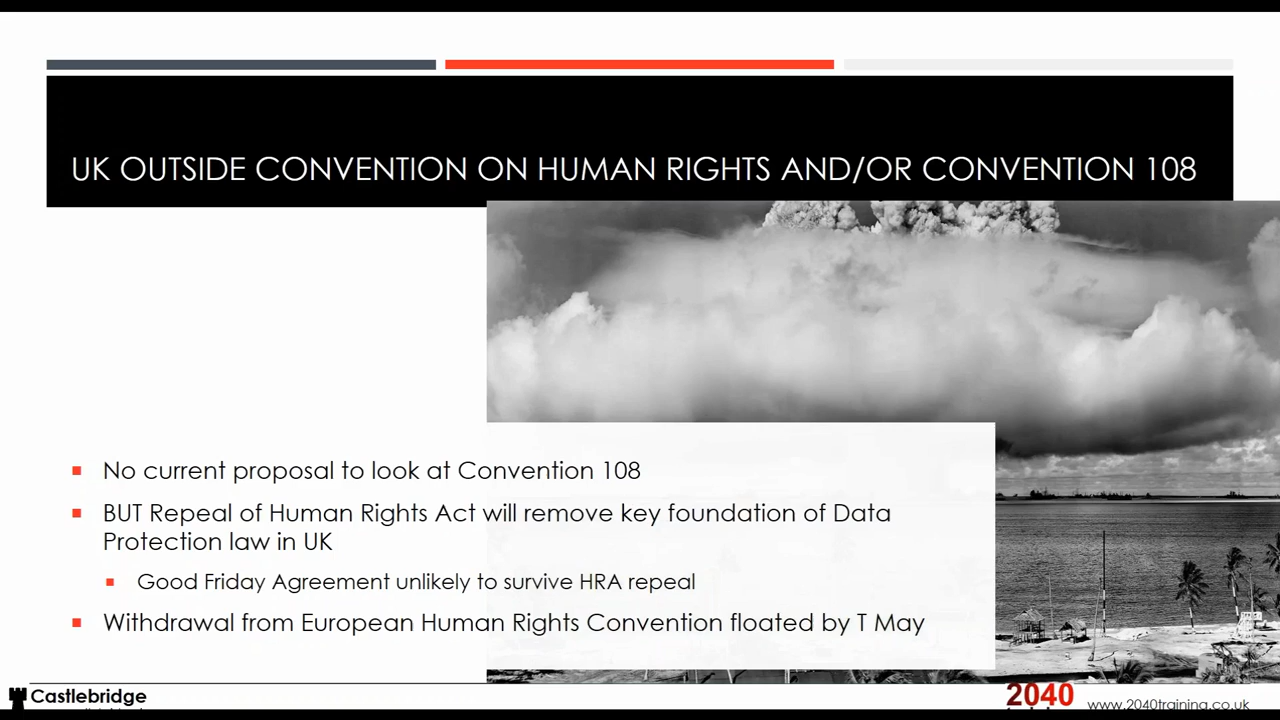 UK OUTSIDE CONVENTION ON HUMAN RIGHTS AND/OR CONVENTION 108
No current proposal to look at Convention 108
BUT Repeal of Human Rights Act will remove key foundation of Data
Protection law in UK
Good Friday Agreement unlikely to survive HRA repeal
Withdrawal from European Human Rights Convention floated by T May
Castlebridge
2040
www.2040training.co.uk